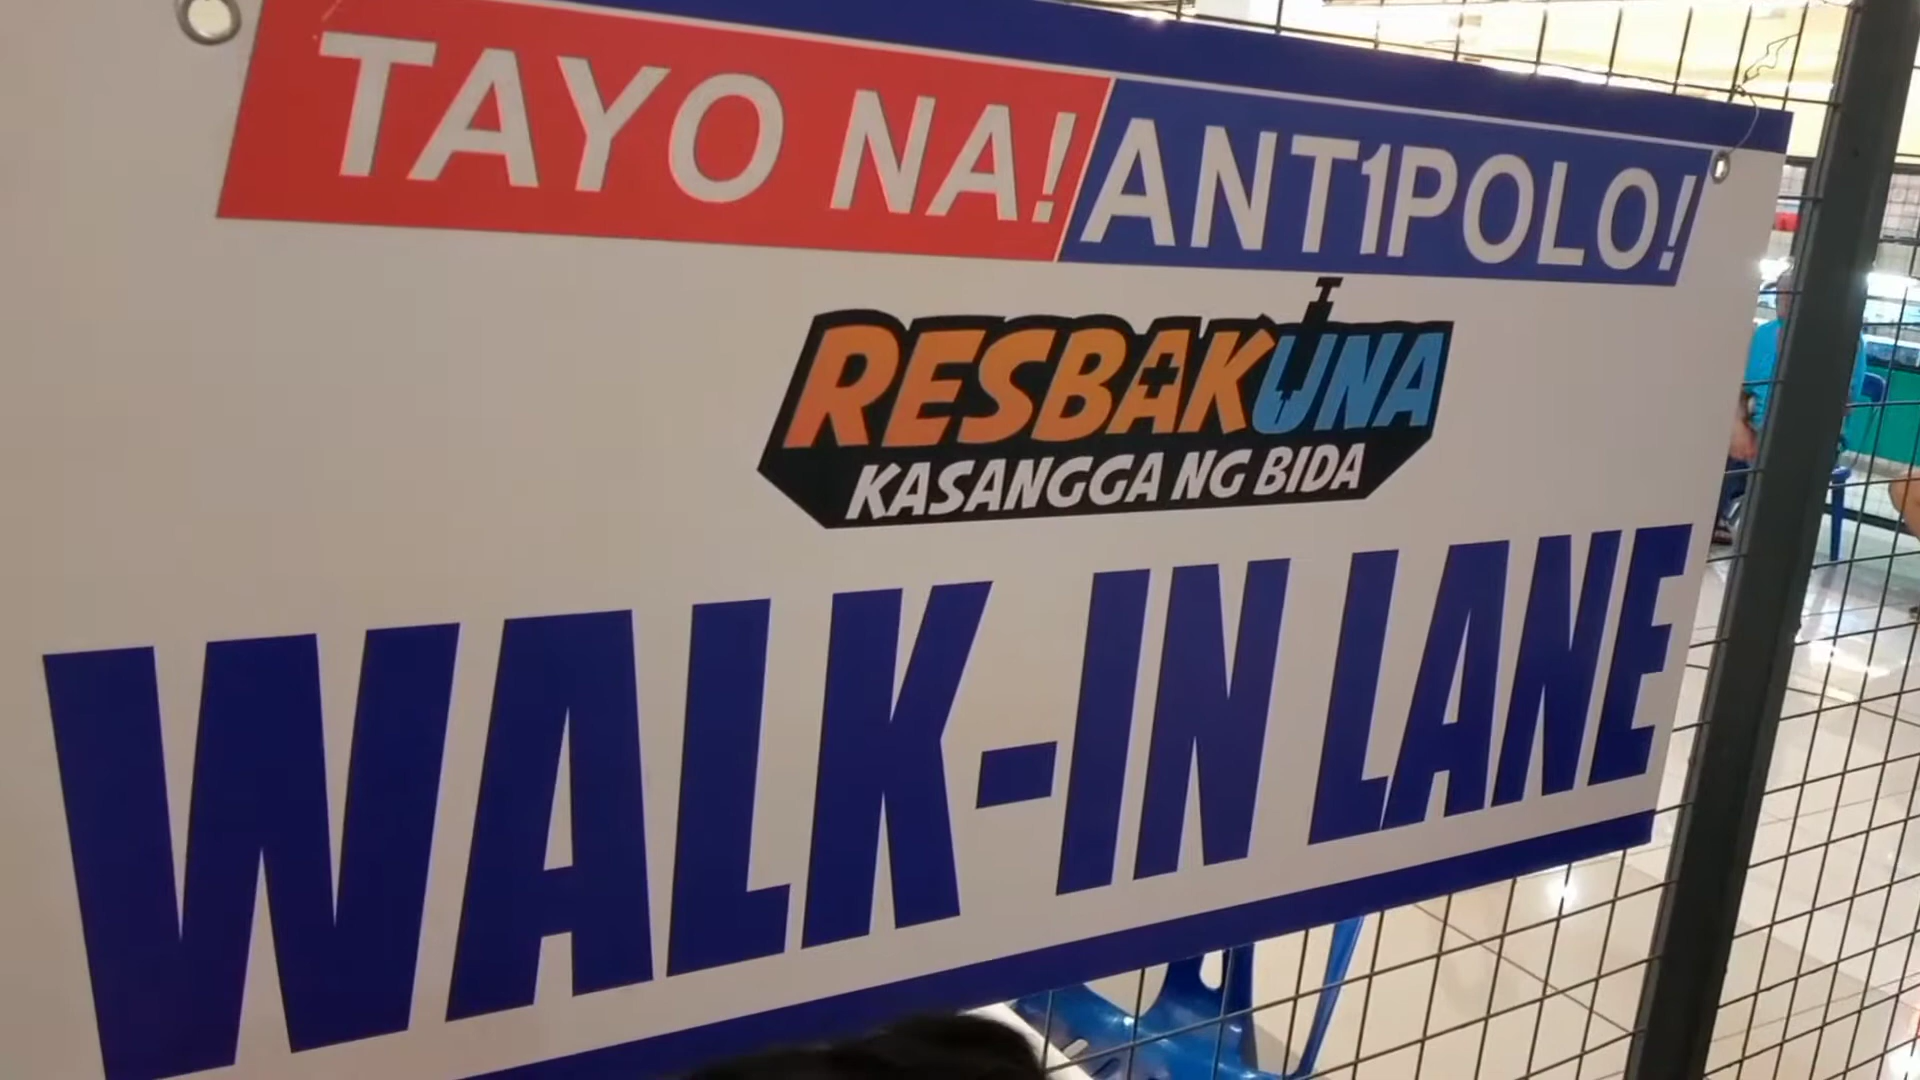 TAYO NA! ANT1POLO!
RESBAKUNA
KASANGGA NG BIDA
WALK-IN LANE